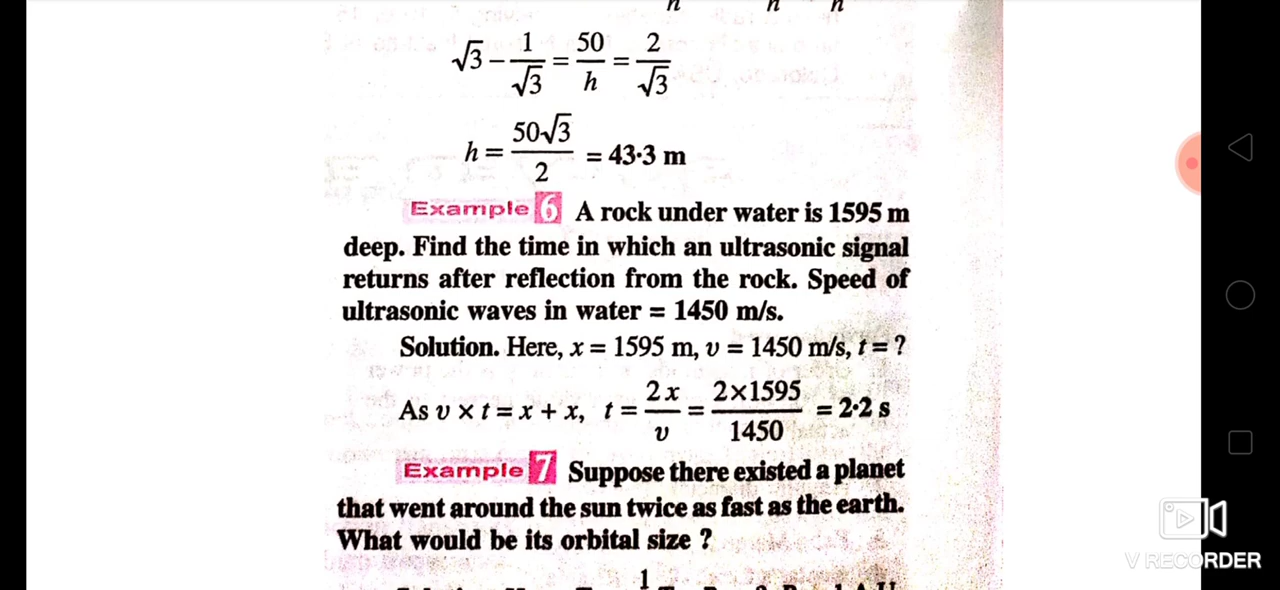 √3 − 1/√3 = 50/h = 2/√3
h = 50√3/2 = 43·3 m
Example 6 A rock under water is 1595 m
deep. Find the time in which an ultrasonic signal
returns after reflection from the rock. Speed of
ultrasonic waves in water = 1450 m/s.
Solution. Here, x = 1595 m, v = 1450 m/s, t = ?
As v × t = x + x, t = 2x/v = 2×1595/1450 = 2·2 s
Example 7 Suppose there existed a planet
that went around the sun twice as fast as the earth.
What would be its orbital size ?
V RECORDER